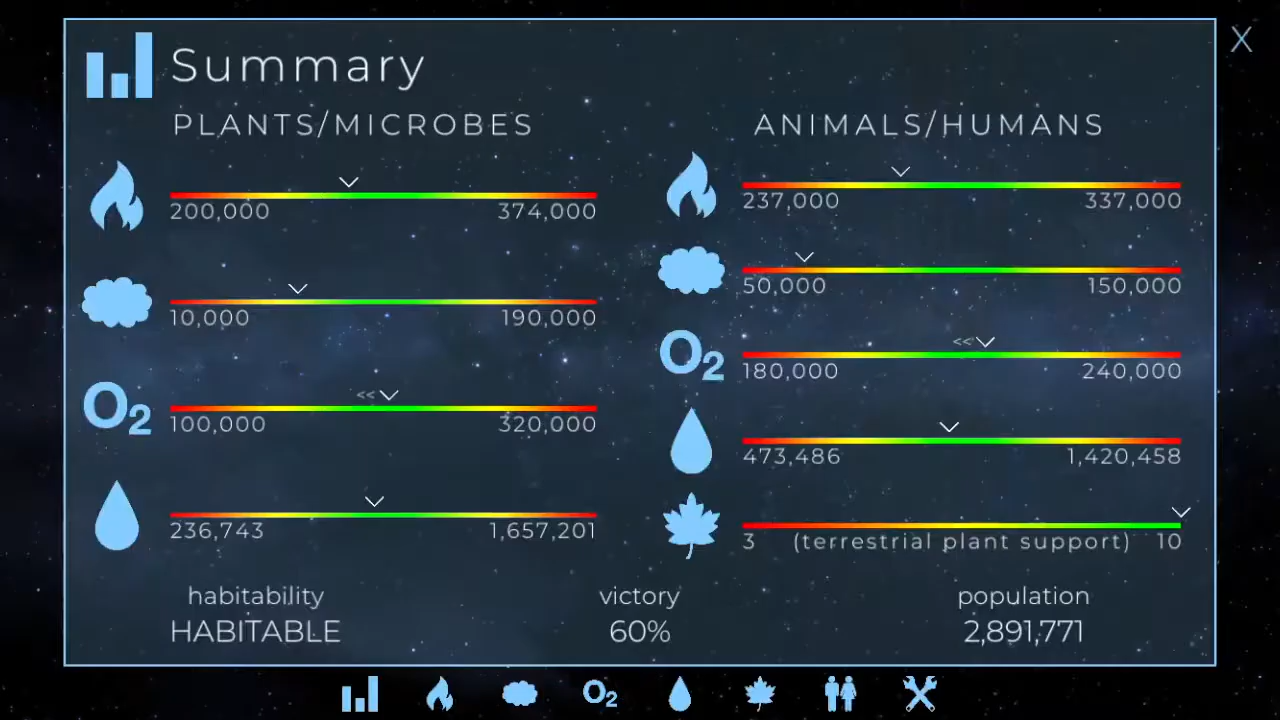 Summary
X
PLANTS/MICROBES
200,000 374,000
10,000 190,000
<<
O2
100,000 320,000
236,743 1,657,201
ANIMALS/HUMANS
237,000 337,000
50,000 150,000
<<
O2
180,000 240,000
473,486 1,420,458
3 (terrestrial plant support) 10
habitability victory population
HABITABLE 60% 2,891,771
O2